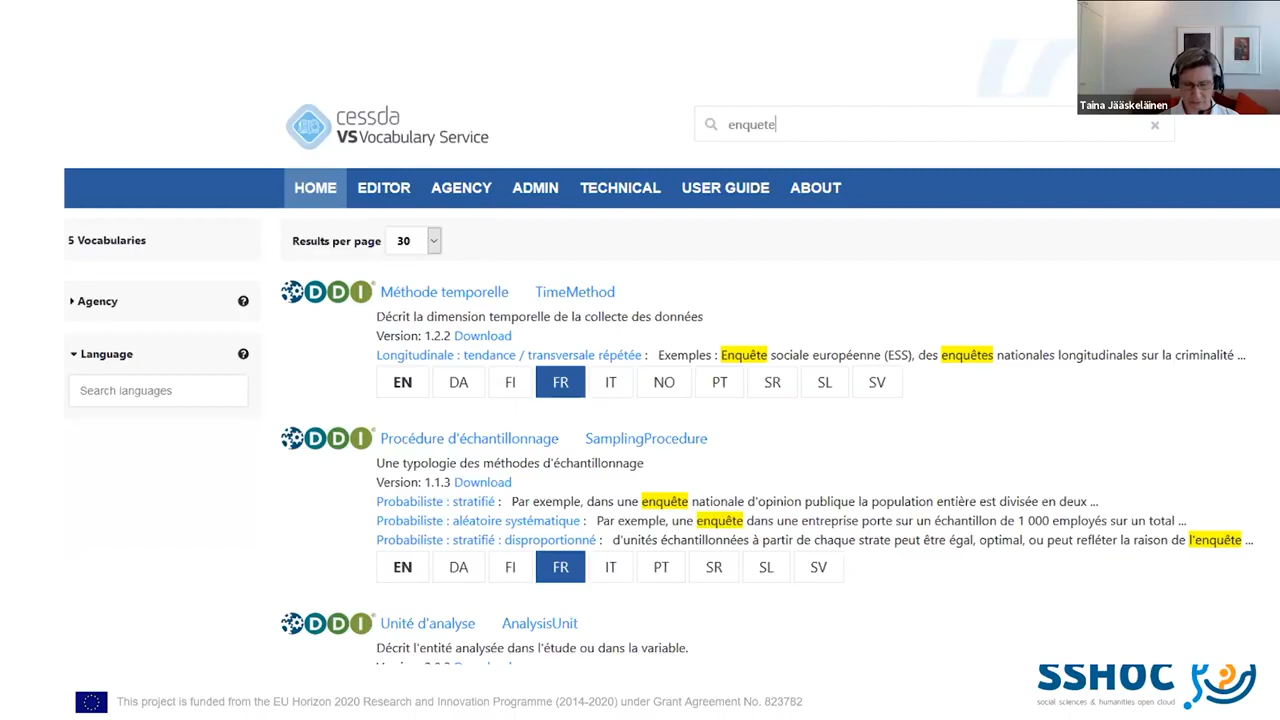 Taina Jääskeläinen
cessda
VS Vocabulary Service
enquete
HOME EDITOR AGENCY ADMIN TECHNICAL USER GUIDE ABOUT
5 Vocabularies
Results per page 30
Agency
Language
Search languages
DDI Méthode temporelle TimeMethod
Décrit la dimension temporelle de la collecte des données
Version: 1.2.2 Download
Longitudinale : tendance / transversale répétée : Exemples : Enquête sociale européenne (ESS), des enquêtes nationales longitudinales sur la criminalité ...
EN DA FI FR IT NO PT SR SL SV
DDI Procédure d'échantillonnage SamplingProcedure
Une typologie des méthodes d'échantillonnage
Version: 1.1.3 Download
Probabiliste : stratifié : Par exemple, dans une enquête nationale d'opinion publique la population entière est divisée en deux ...
Probabiliste : aléatoire systématique : Par exemple, une enquête dans une entreprise porte sur un échantillon de 1 000 employés sur un total ...
Probabiliste : stratifié : disproportionné : d'unités échantillonnées à partir de chaque strate peut être égal, optimal, ou peut refléter la raison de l'enquête ...
EN DA FI FR IT PT SR SL SV
DDI Unité d'analyse AnalysisUnit
Décrit l'entité analysée dans l'étude ou dans la variable.
SSHOC
social sciences & humanities open cloud
This project is funded from the EU Horizon 2020 Research and Innovation Programme (2014-2020) under Grant Agreement No. 823782